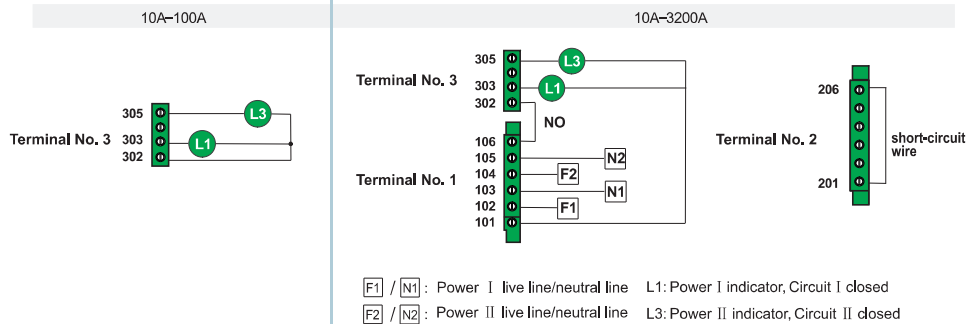 10A–100A
10A–3200A
305
L3
Terminal No. 3
303
L1
302
Terminal No. 3
305
L3
303
L1
302
NO
Terminal No. 1
106
105
N2
104
F2
103
N1
102
F1
101
Terminal No. 2
206
short-circuit
wire
201
F1 / N1 : Power Ⅰ live line/neutral line L1: Power Ⅰ indicator, Circuit Ⅰ closed
F2 / N2 : Power Ⅱ live line/neutral line L3: Power Ⅱ indicator, Circuit Ⅱ closed